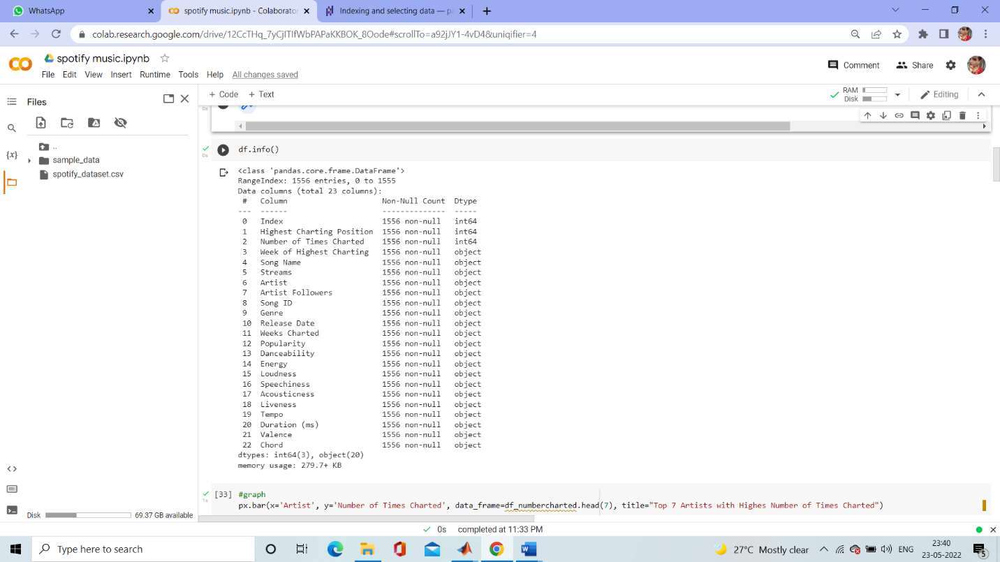 WhatsApp
spotify music.ipynb - Colaborator
Indexing and selecting data — pa
colab.research.google.com/drive/12CcTHq_7yCjITIfWbPAPaKKBOK_8Oode#scrollTo=a92jJY1-4vD4&uniqifier=4
spotify music.ipynb
File Edit View Insert Runtime Tools Help All changes saved
Comment Share
Files
+ Code + Text
RAM
Disk
Editing
..
sample_data
spotify_dataset.csv
{x}
0s
0s
df.info()
<class 'pandas.core.frame.DataFrame'>
RangeIndex: 1556 entries, 0 to 1555
Data columns (total 23 columns):
# Column Non-Null Count Dtype
--- ------ -------------- -----
0 Index 1556 non-null int64
1 Highest Charting Position 1556 non-null int64
2 Number of Times Charted 1556 non-null int64
3 Week of Highest Charting 1556 non-null object
4 Song Name 1556 non-null object
5 Streams 1556 non-null object
6 Artist 1556 non-null object
7 Artist Followers 1556 non-null object
8 Song ID 1556 non-null object
9 Genre 1556 non-null object
10 Release Date 1556 non-null object
11 Weeks Charted 1556 non-null object
12 Popularity 1556 non-null object
13 Danceability 1556 non-null object
14 Energy 1556 non-null object
15 Loudness 1556 non-null object
16 Speechiness 1556 non-null object
17 Acousticness 1556 non-null object
18 Liveness 1556 non-null object
19 Tempo 1556 non-null object
20 Duration (ms) 1556 non-null object
21 Valence 1556 non-null object
22 Chord 1556 non-null object
dtypes: int64(3), object(20)
memory usage: 279.7+ KB
1s
[33] #graph
px.bar(x='Artist', y='Number of Times Charted', data_frame=df_numbercharted.head(7), title="Top 7 Artists with Highes Number of Times Charted")
Disk 69.37 GB available
0s completed at 11:33 PM
Type here to search
27°C Mostly clear
ENG
23:40
23-05-2022
5